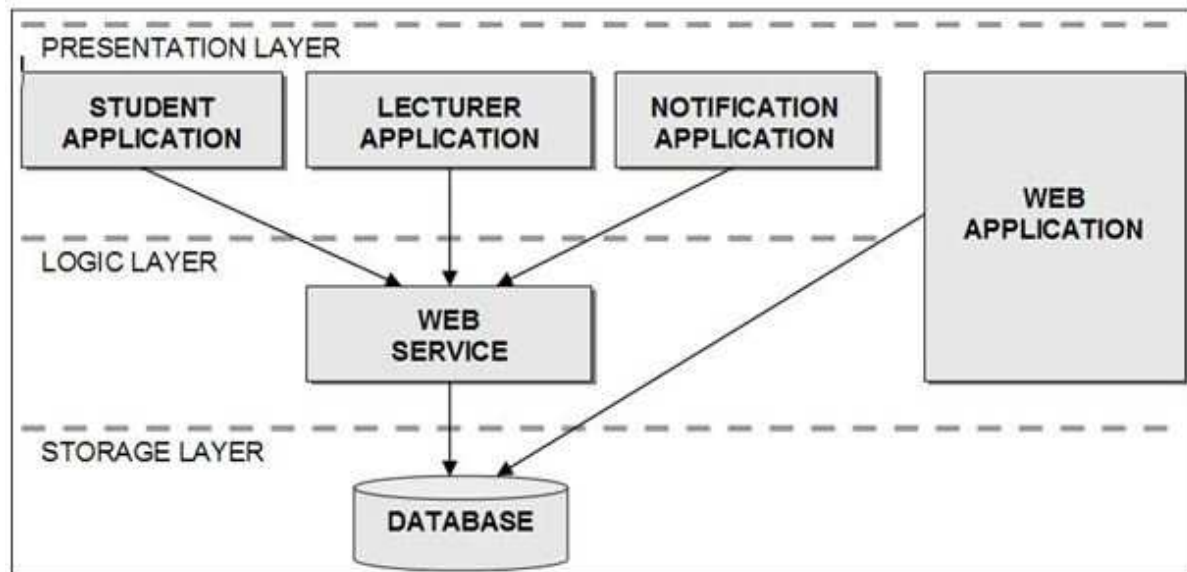 PRESENTATION LAYER
STUDENT
APPLICATION
LECTURER
APPLICATION
NOTIFICATION
APPLICATION
WEB
APPLICATION
LOGIC LAYER
WEB
SERVICE
STORAGE LAYER
DATABASE